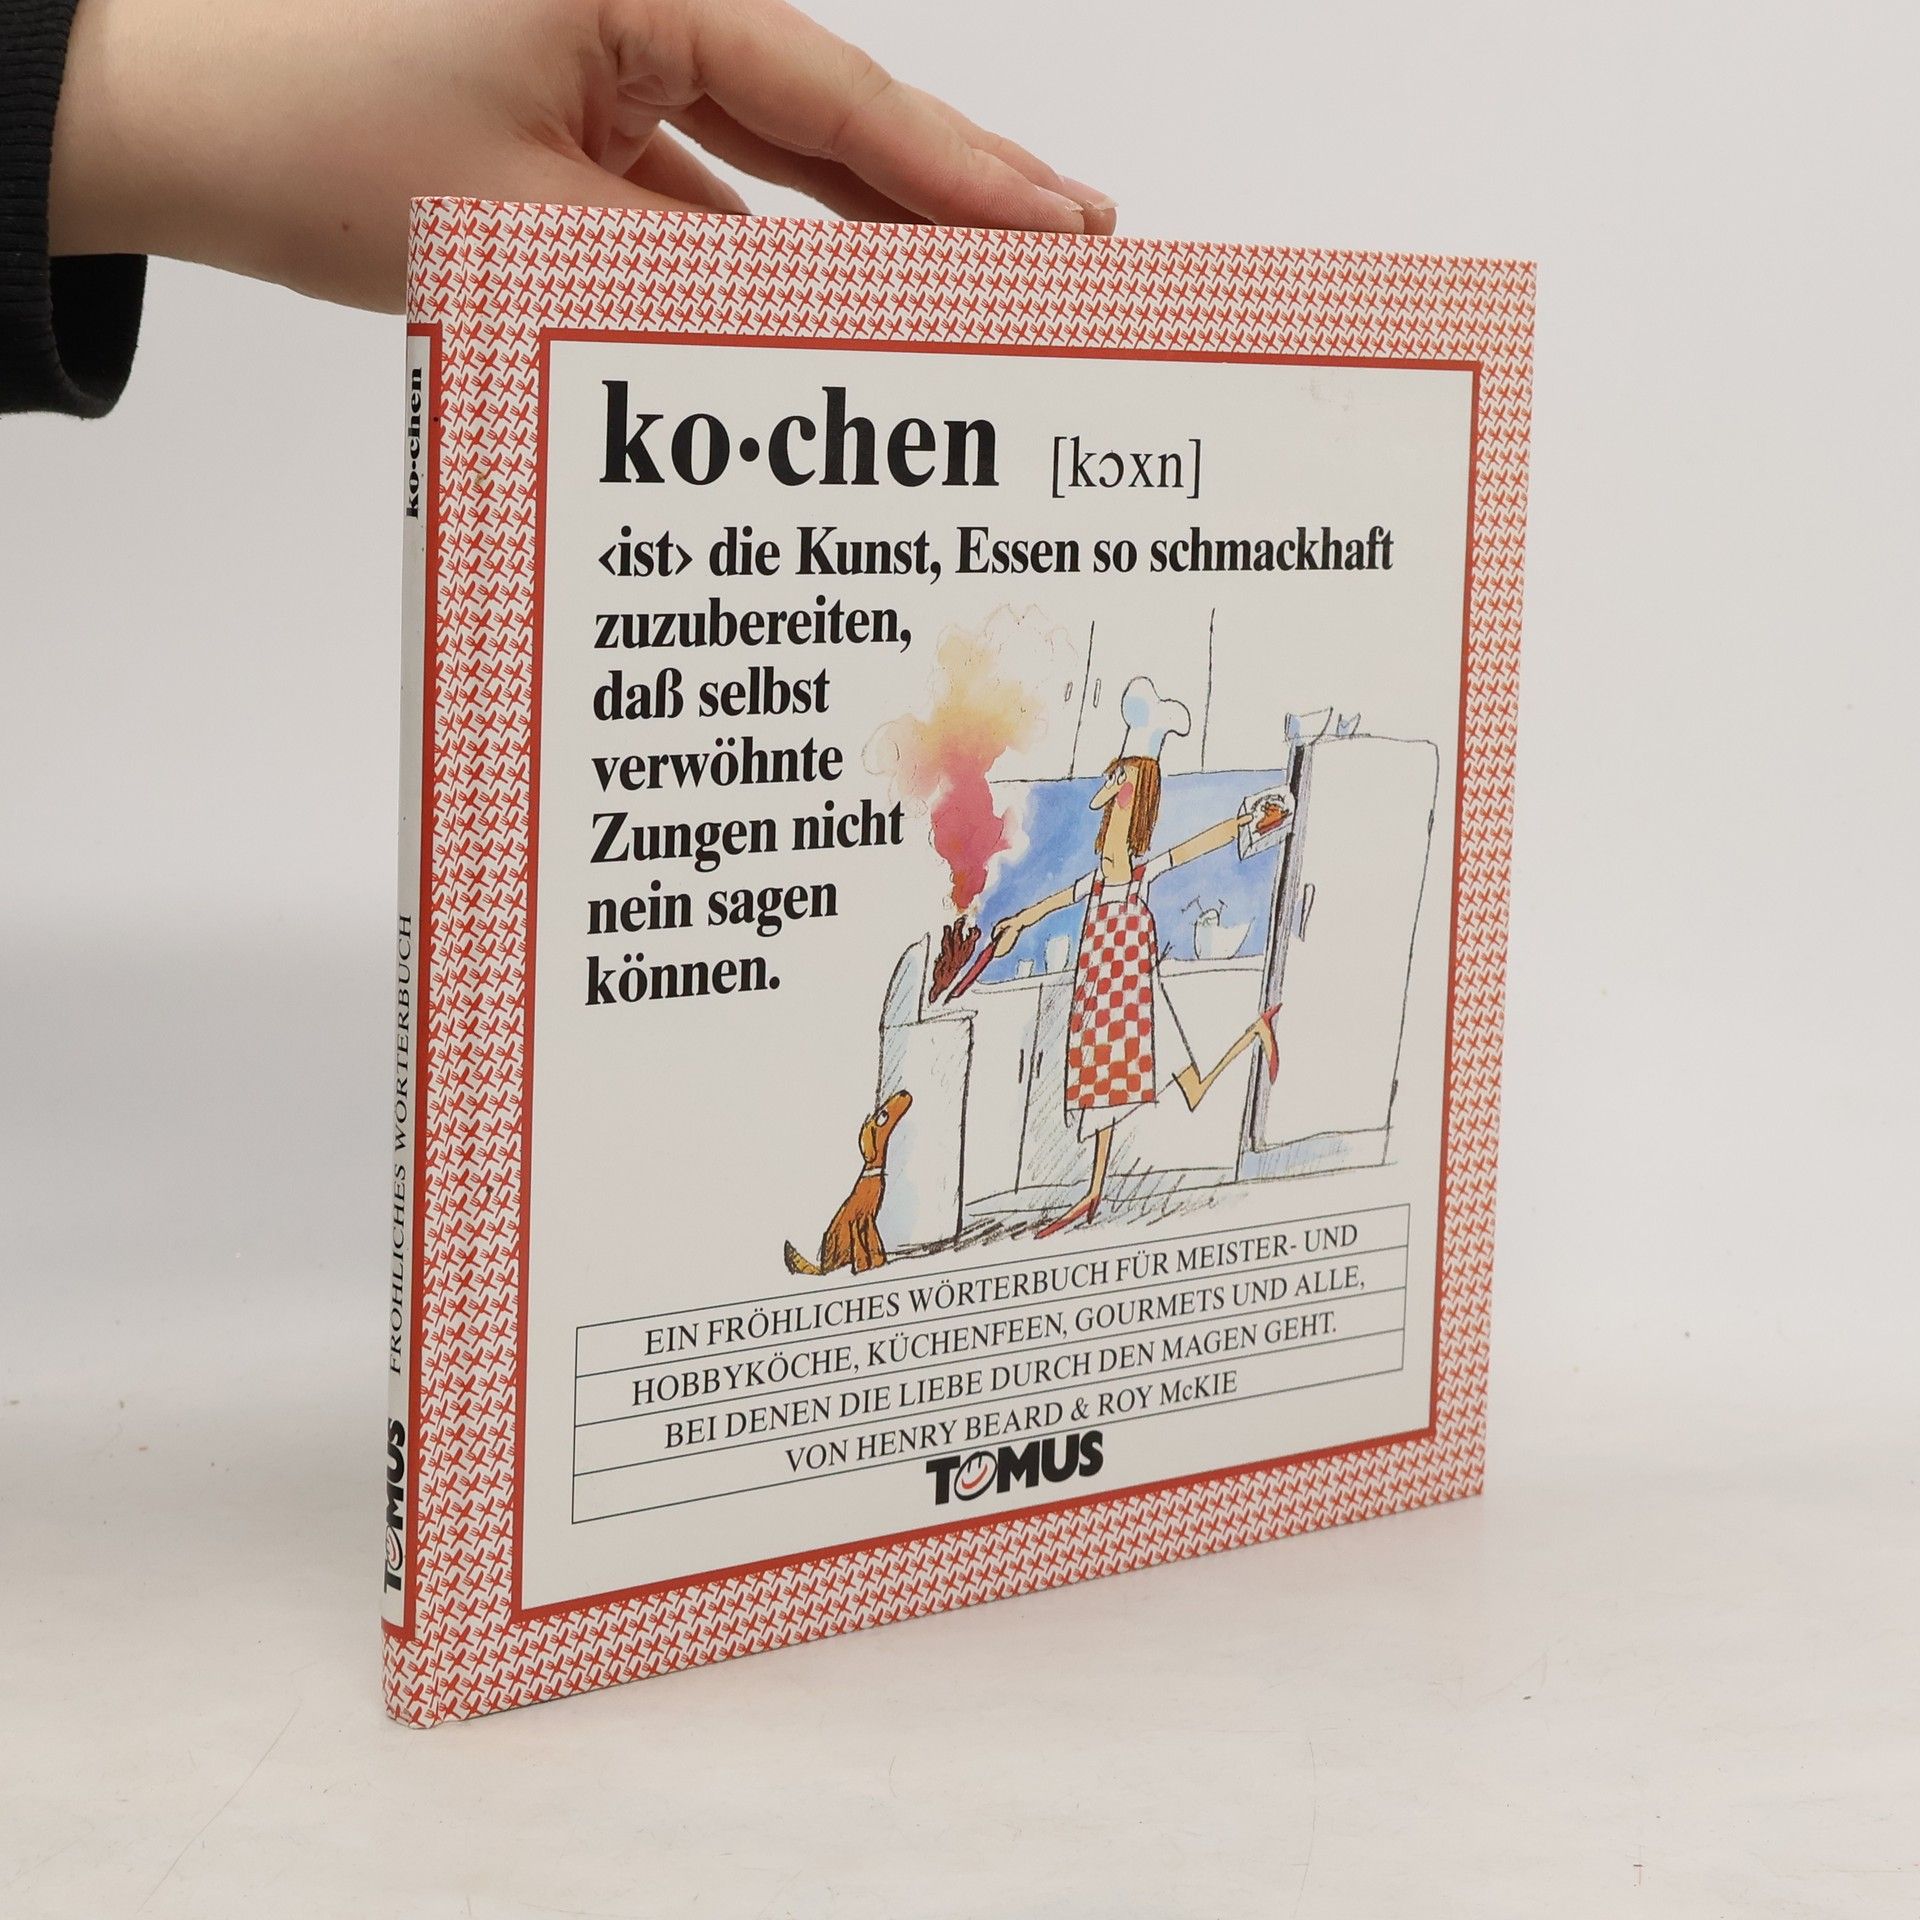 ko·chen
FRÖHLICHES WÖRTERBUCH
TOMUS
ko·chen [kɔxn]
‹ist› die Kunst, Essen so schmackhaft
zuzubereiten,
daß selbst
verwöhnte
Zungen nicht
nein sagen
können.
EIN FRÖHLICHES WÖRTERBUCH FÜR MEISTER- UND
HOBBYKÖCHE, KÜCHENFEEN, GOURMETS UND ALLE,
BEI DENEN DIE LIEBE DURCH DEN MAGEN GEHT.
VON HENRY BEARD & ROY McKIE
TOMUS